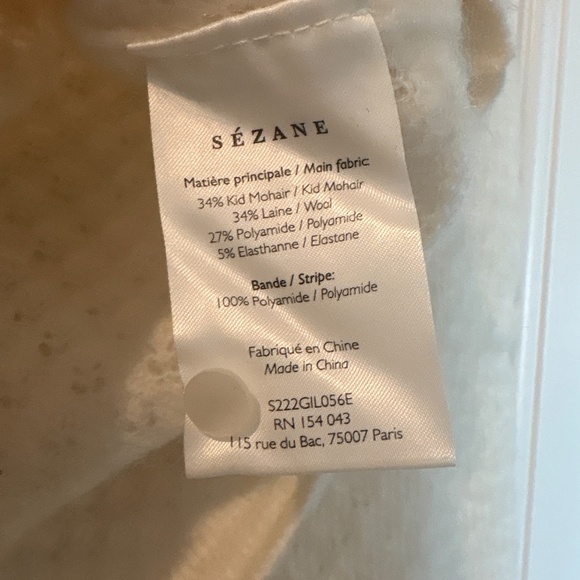 SÉZANE
Matière principale / Main fabric
34% Kid Mohair / Kid Mohair
34% Laine / Wool
27% Polyamide / Polyamide
5% Elasthanne / Elastane
Bande / Stripe:
100% Polyamide / Polyamide
Fabriqué en Chine
Made in China
S222GIL056E
RN 154 043
115 rue du Bac, 75007 Paris